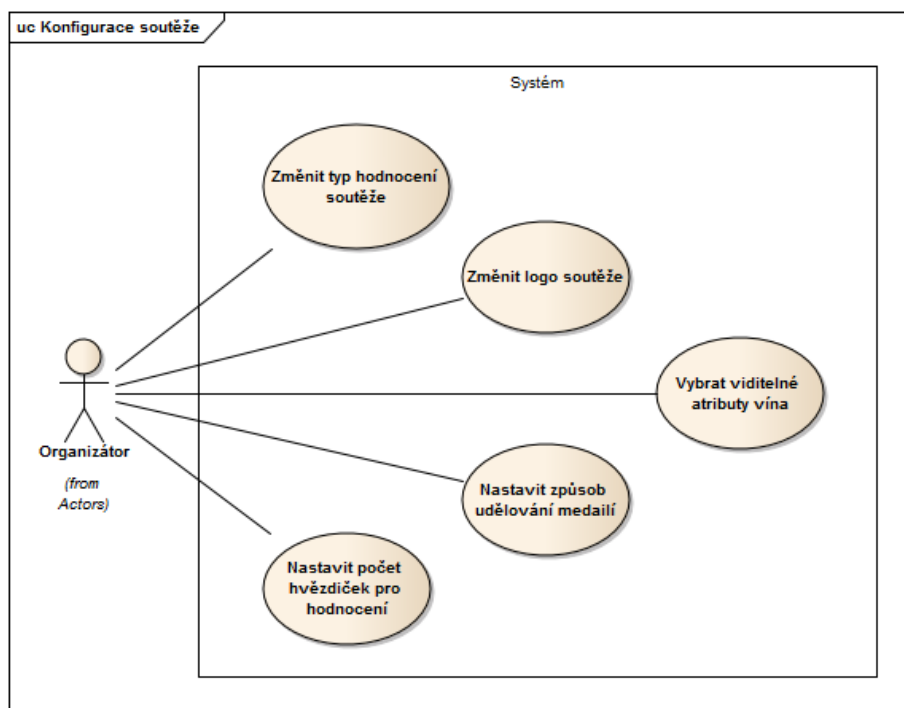 uc Konfigurace soutěže
Systém
Změnit typ hodnocení
soutěže
Změnit logo soutěže
Vybrat viditelné
atributy vína
Organizátor
(from
Actors)
Nastavit způsob
udělování medailí
Nastavit počet
hvězdiček pro
hodnocení